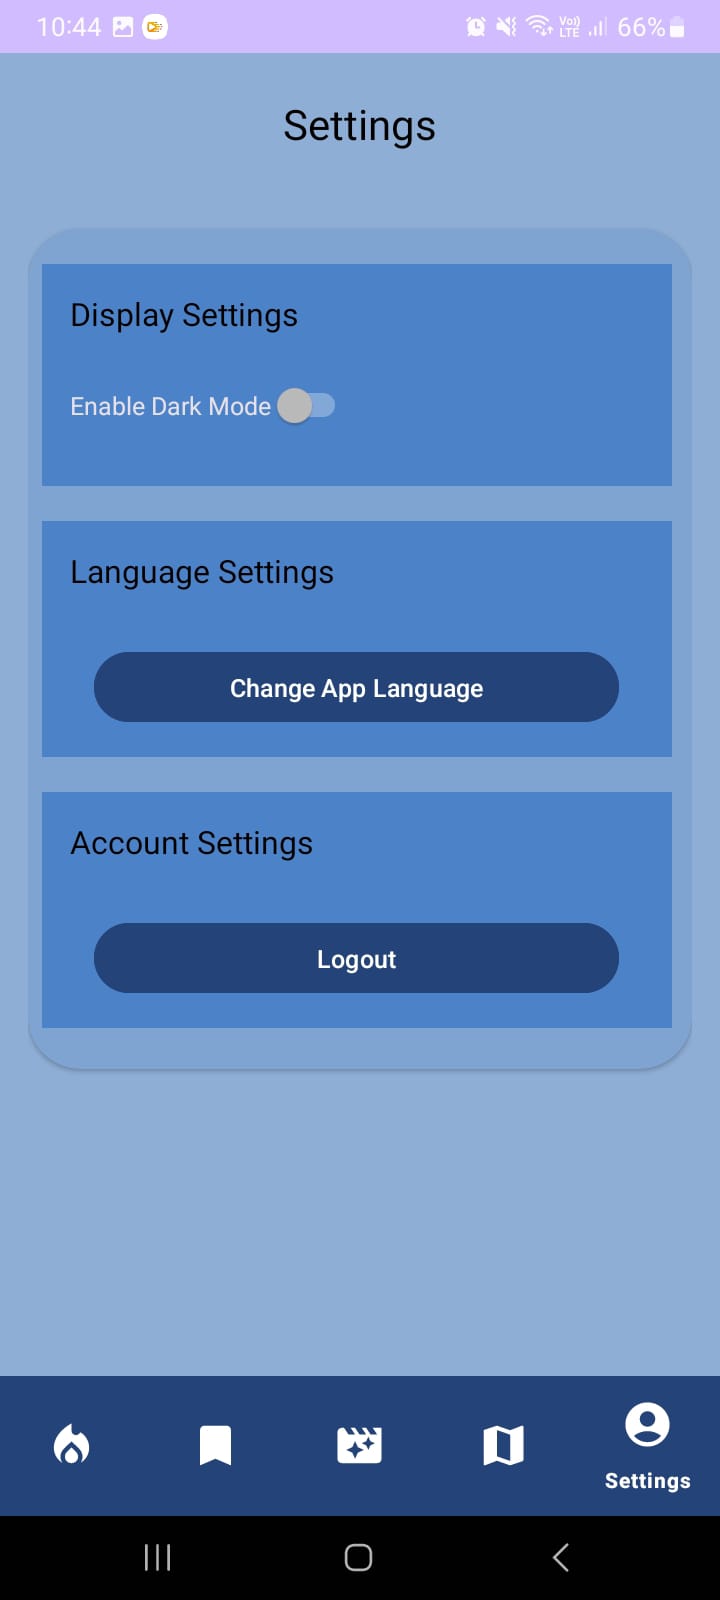 10:44 Vo)) LTE 66%
Settings
Display Settings
Enable Dark Mode
Language Settings
Change App Language
Account Settings
Logout
Settings